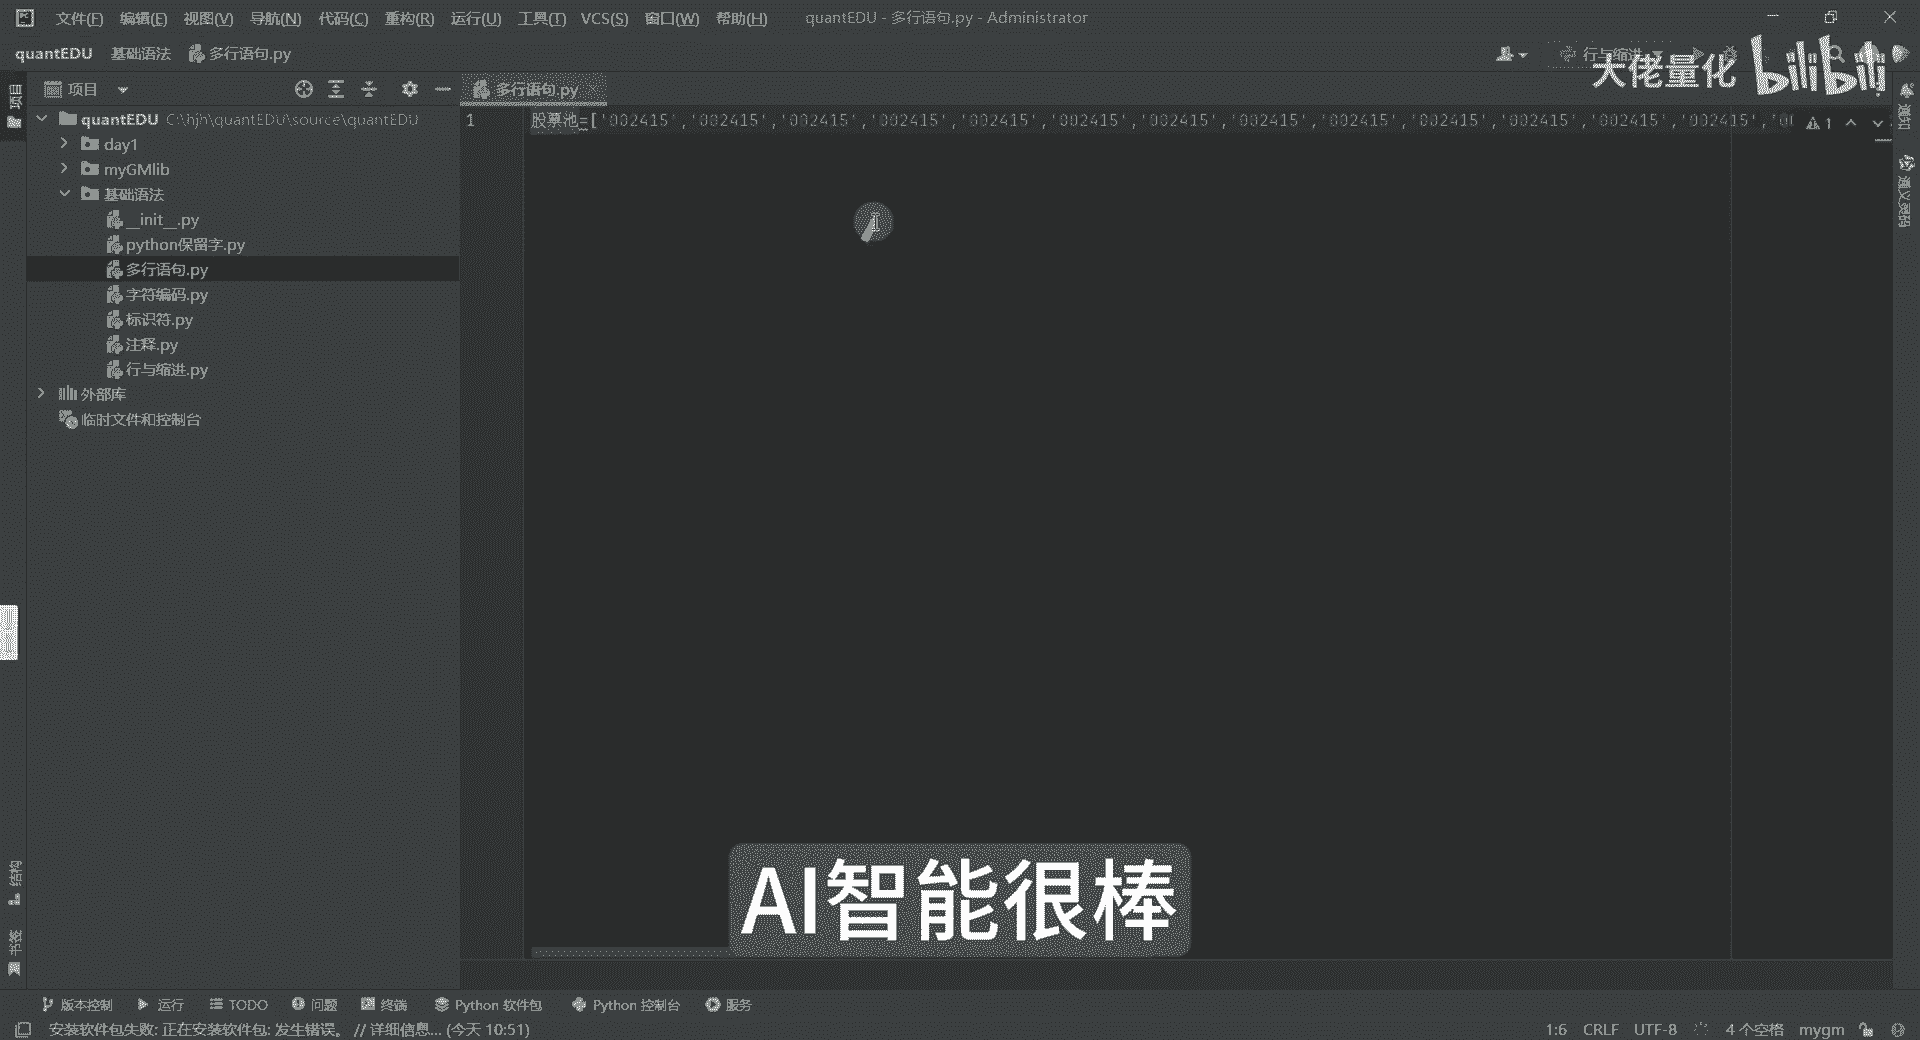 文件(F) 编辑(E) 视图(V) 导航(N) 代码(C) 重构(R) 运行(U) 工具(T) VCS(S) 窗口(W) 帮助(H) quantEDU - 多行语句.py - Administrator
quantEDU 基础语法 多行语句.py
行与缩进
大佬量化 bilibili
项目
项目
多行语句.py
通知
quantEDU C:\hjh\quantEDU\source\quantEDU
1 股票池=['002415','002415','002415','002415','002415','002415','002415','002415','002415','002415','002415','002415','002415',
1
day1
myGMlib
基础语法
__init__.py
python保留字.py
多行语句.py
字符编码.py
标识符.py
注释.py
行与缩进.py
外部库
临时文件和控制台
结构
书签
AI智能很棒
版本控制 运行 TODO 问题 终端 Python 软件包 Python 控制台 服务
安装软件包失败: 正在安装软件包: 发生错误。 // 详细信息... (今天 10:51) 1:6 CRLF UTF-8 4 个空格 mygm